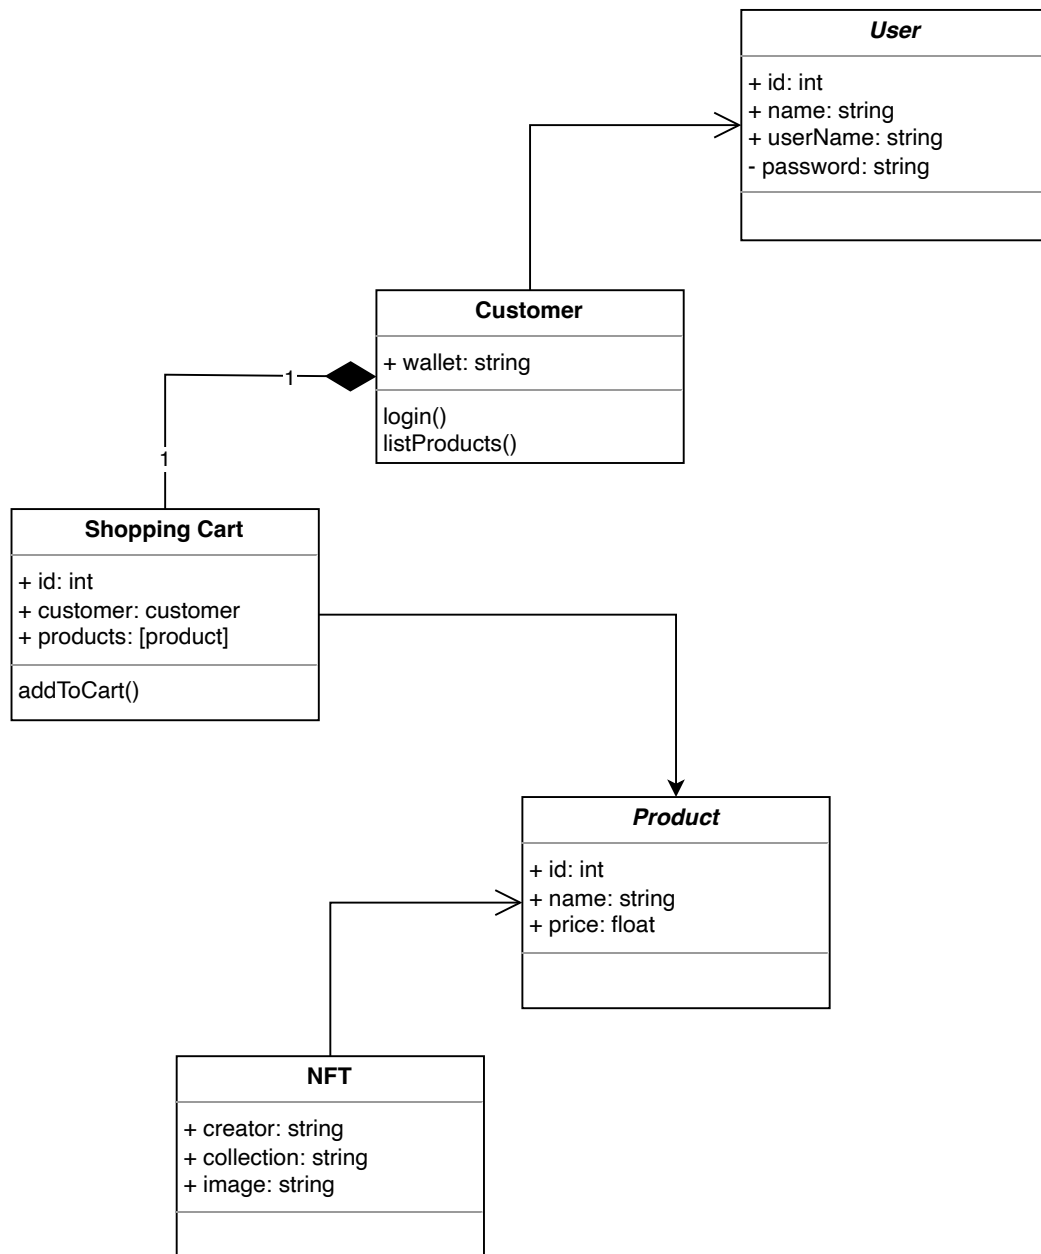 User
+ id: int
+ name: string
+ userName: string
- password: string
Customer
+ wallet: string
login()
listProducts()
1
1
Shopping Cart
+ id: int
+ customer: customer
+ products: [product]
addToCart()
Product
+ id: int
+ name: string
+ price: float
NFT
+ creator: string
+ collection: string
+ image: string